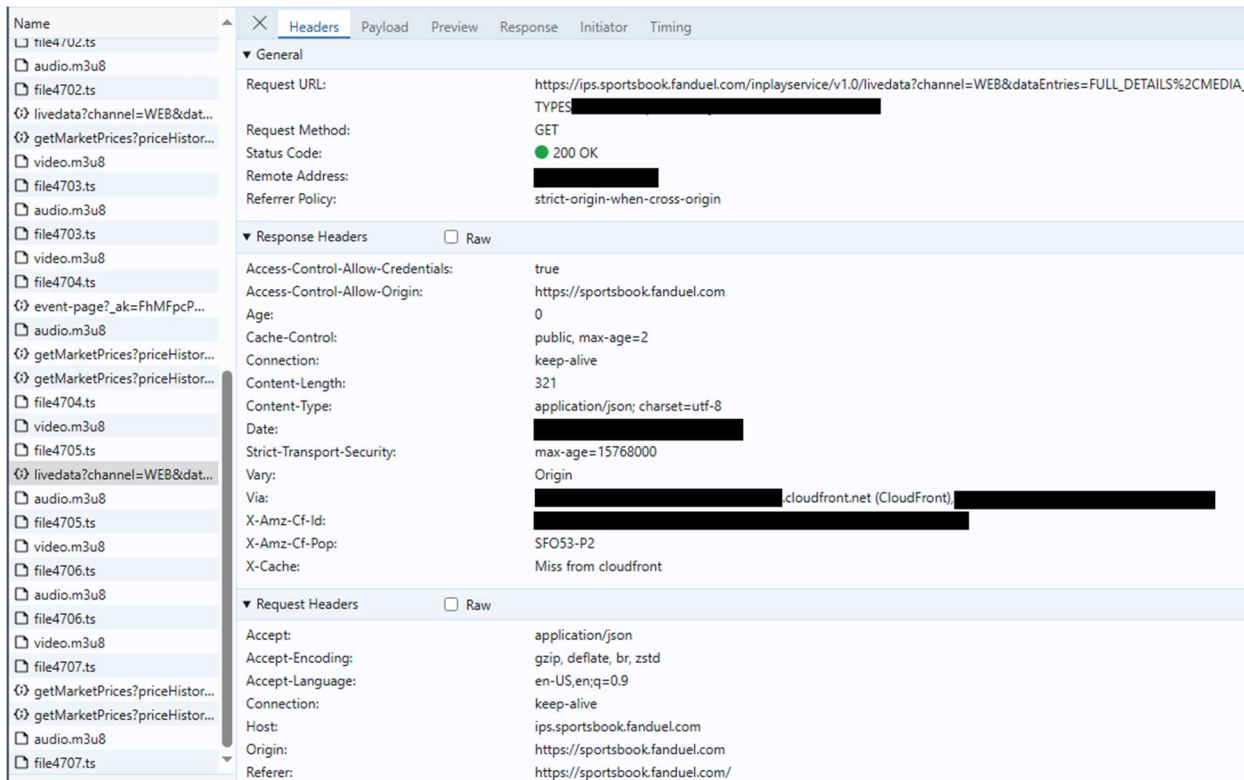 Name
file4702.ts
audio.m3u8
file4702.ts
livedata?channel=WEB&dat...
getMarketPrices?priceHistor...
video.m3u8
file4703.ts
audio.m3u8
file4703.ts
video.m3u8
file4704.ts
event-page?_ak=FhMFpcP...
audio.m3u8
getMarketPrices?priceHistor...
getMarketPrices?priceHistor...
file4704.ts
video.m3u8
file4705.ts
livedata?channel=WEB&dat...
audio.m3u8
file4705.ts
video.m3u8
file4706.ts
audio.m3u8
file4706.ts
video.m3u8
file4707.ts
getMarketPrices?priceHistor...
getMarketPrices?priceHistor...
audio.m3u8
file4707.ts
Headers Payload Preview Response Initiator Timing
General
Request URL: https://ips.sportsbook.fanduel.com/inplayservice/v1.0/livedata?channel=WEB&dataEntries=FULL_DETAILS%2CMEDIA_
TYPES
Request Method: GET
Status Code: 200 OK
Remote Address:
Referrer Policy: strict-origin-when-cross-origin
Response Headers Raw
Access-Control-Allow-Credentials: true
Access-Control-Allow-Origin: https://sportsbook.fanduel.com
Age: 0
Cache-Control: public, max-age=2
Connection: keep-alive
Content-Length: 321
Content-Type: application/json; charset=utf-8
Date:
Strict-Transport-Security: max-age=15768000
Vary: Origin
Via: .cloudfront.net (CloudFront),
X-Amz-Cf-Id:
X-Amz-Cf-Pop: SFO53-P2
X-Cache: Miss from cloudfront
Request Headers Raw
Accept: application/json
Accept-Encoding: gzip, deflate, br, zstd
Accept-Language: en-US,en;q=0.9
Connection: keep-alive
Host: ips.sportsbook.fanduel.com
Origin: https://sportsbook.fanduel.com
Referer: https://sportsbook.fanduel.com/